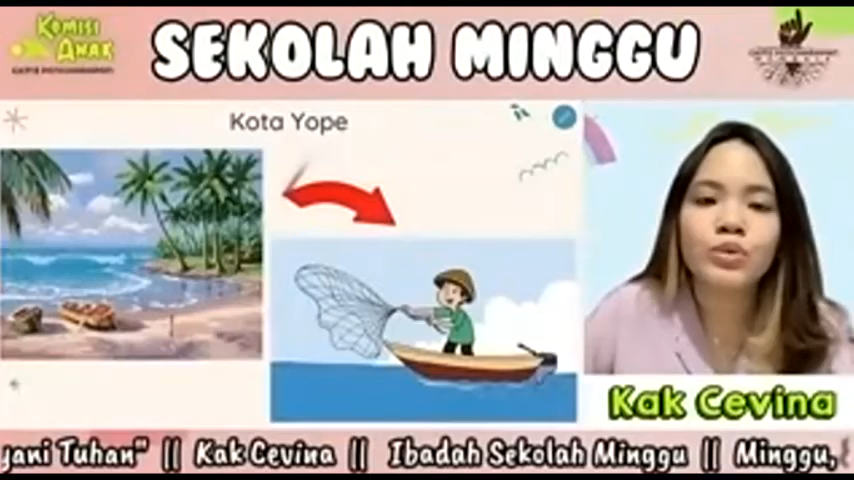 KOMISI
ANAK
SEKOLAH MINGGU
Kota Yope
Kak Cevina
yani Tuhan" || Kak Cevina || Ibadah Sekolah Minggu || Minggu,